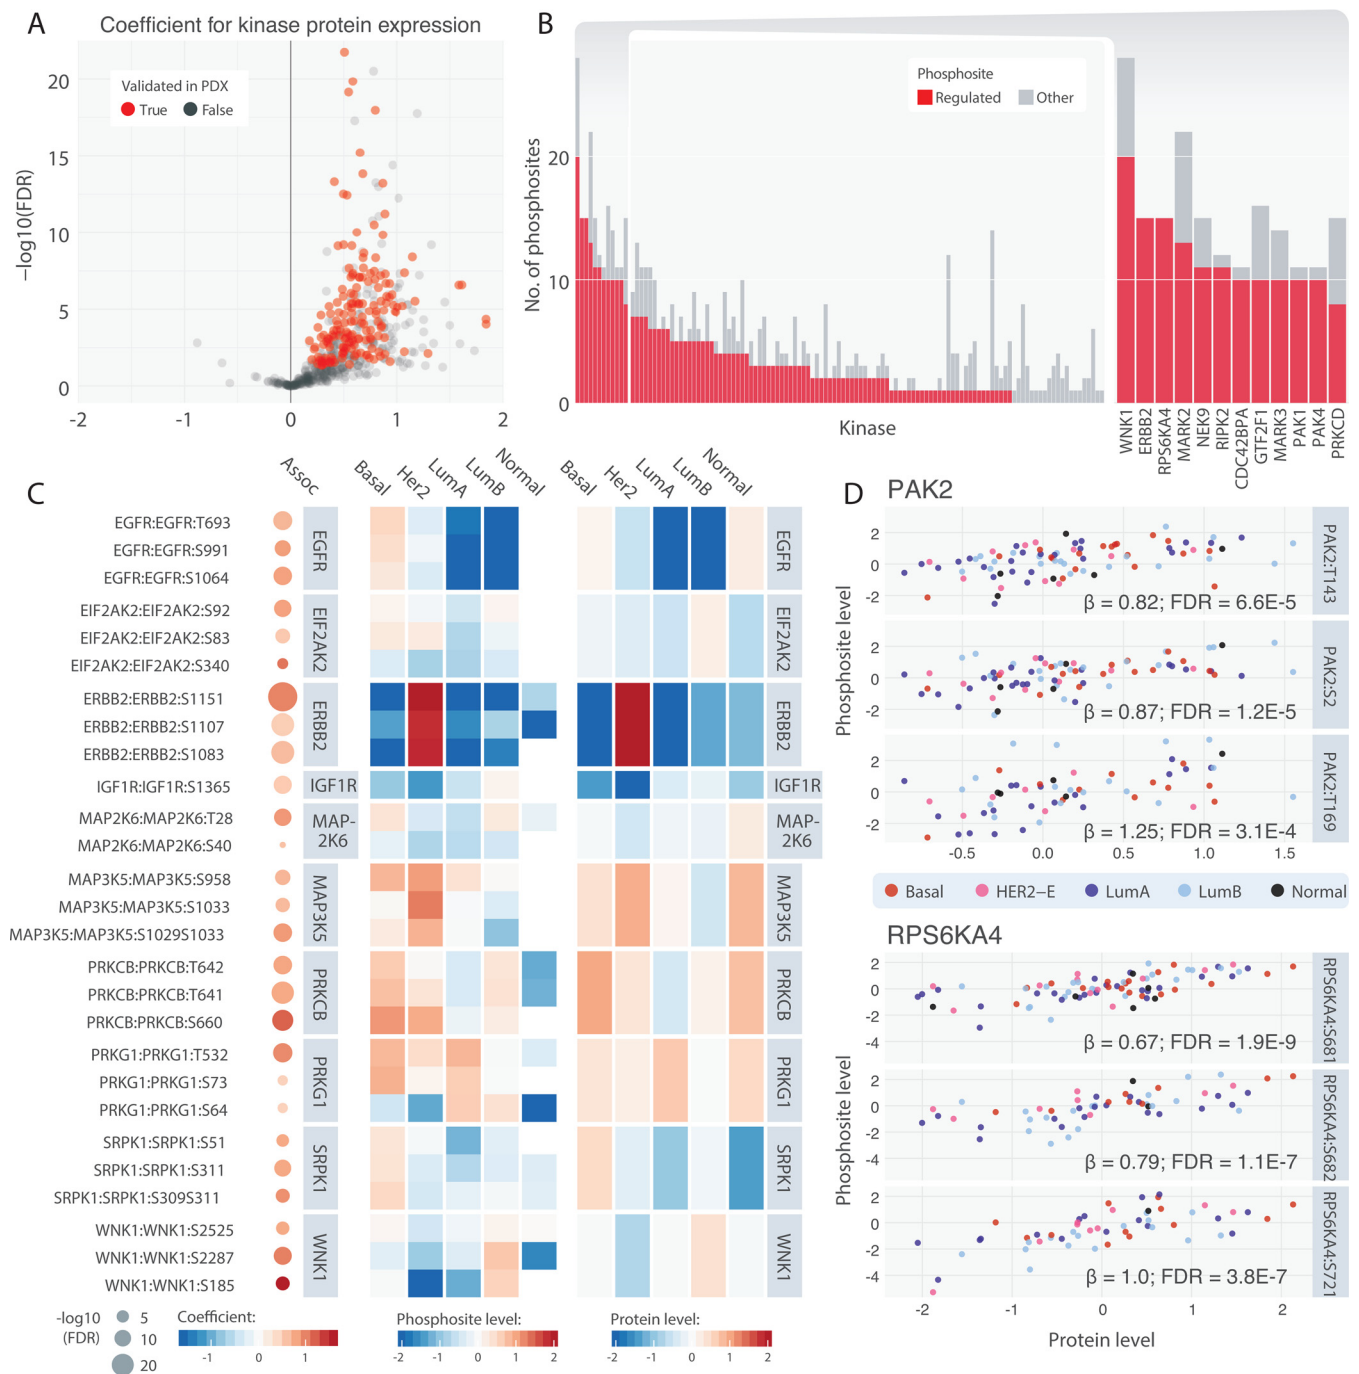 A
Coefficient for kinase protein expression
−log10(FDR)
20
15
10
5
0
-2
-1
0
1
2
Validated in PDX
True
False
B
No. of phosphosites
20
10
0
Kinase
Phosphosite
Regulated
Other
WNK1
ERBB2
RPS6KA4
MARK2
NEK9
RIPK2
CDC42BPA
GTF2F1
MARK3
PAK1
PAK4
PRKCD
C
Assoc
Basal
Her2
LumA
LumB
Normal
Basal
Her2
LumA
LumB
Normal
EGFR:EGFR:T693
EGFR:EGFR:S991
EGFR:EGFR:S1064
EGFR
EGFR
EIF2AK2:EIF2AK2:S92
EIF2AK2:EIF2AK2:S83
EIF2AK2:EIF2AK2:S340
EIF2AK2
EIF2AK2
ERBB2:ERBB2:S1151
ERBB2:ERBB2:S1107
ERBB2:ERBB2:S1083
ERBB2
ERBB2
IGF1R:IGF1R:S1365
IGF1R
IGF1R
MAP2K6:MAP2K6:T28
MAP2K6:MAP2K6:S40
MAP-
2K6
MAP-
2K6
MAP3K5:MAP3K5:S958
MAP3K5:MAP3K5:S1033
MAP3K5:MAP3K5:S1029S1033
MAP3K5
MAP3K5
PRKCB:PRKCB:T642
PRKCB:PRKCB:T641
PRKCB:PRKCB:S660
PRKCB
PRKCB
PRKG1:PRKG1:T532
PRKG1:PRKG1:S73
PRKG1:PRKG1:S64
PRKG1
PRKG1
SRPK1:SRPK1:S51
SRPK1:SRPK1:S311
SRPK1:SRPK1:S309S311
SRPK1
SRPK1
WNK1:WNK1:S2525
WNK1:WNK1:S2287
WNK1:WNK1:S185
WNK1
WNK1
-log10
(FDR)
5
10
20
Coefficient:
-1
0
1
Phosphosite level:
-2
-1
0
1
2
Protein level:
-2
-1
0
1
2
D
PAK2
Phosphosite level
2
0
-2
β = 0.82; FDR = 6.6E-5
PAK2:T143
2
0
-2
β = 0.87; FDR = 1.2E-5
PAK2:S2
2
0
-2
β = 1.25; FDR = 3.1E-4
PAK2:T169
-0.5
0.0
0.5
1.0
1.5
Basal
HER2−E
LumA
LumB
Normal
RPS6KA4
Phosphosite level
2
0
-2
-4
β = 0.67; FDR = 1.9E-9
RPS6KA4:S681
2
0
-2
-4
β = 0.79; FDR = 1.1E-7
RPS6KA4:S682
2
0
-2
-4
β = 1.0; FDR = 3.8E-7
RPS6KA4:S721
-2
-1
0
1
2
Protein level